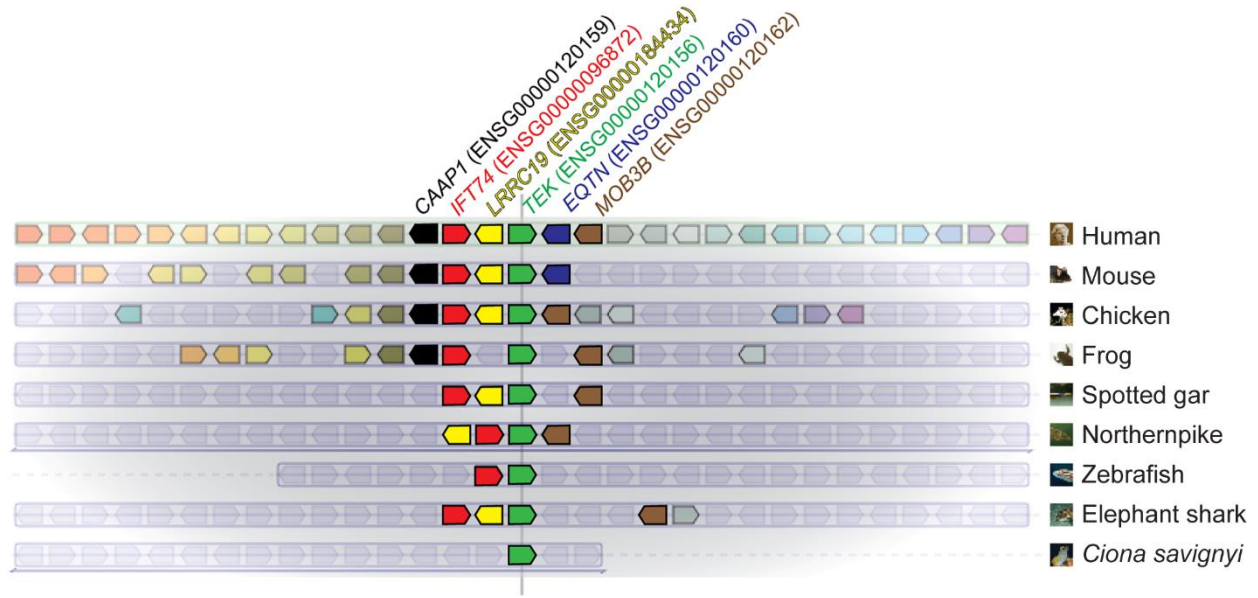 CAAP1 (ENSG00000120159)
IFT74 (ENSG00000096872)
LRRC19 (ENSG00000184434)
TEK (ENSG00000120156)
EQTN (ENSG00000120160)
MOB3B (ENSG00000120162)
Human
Mouse
Chicken
Frog
Spotted gar
Northernpike
Zebrafish
Elephant shark
Ciona savignyi